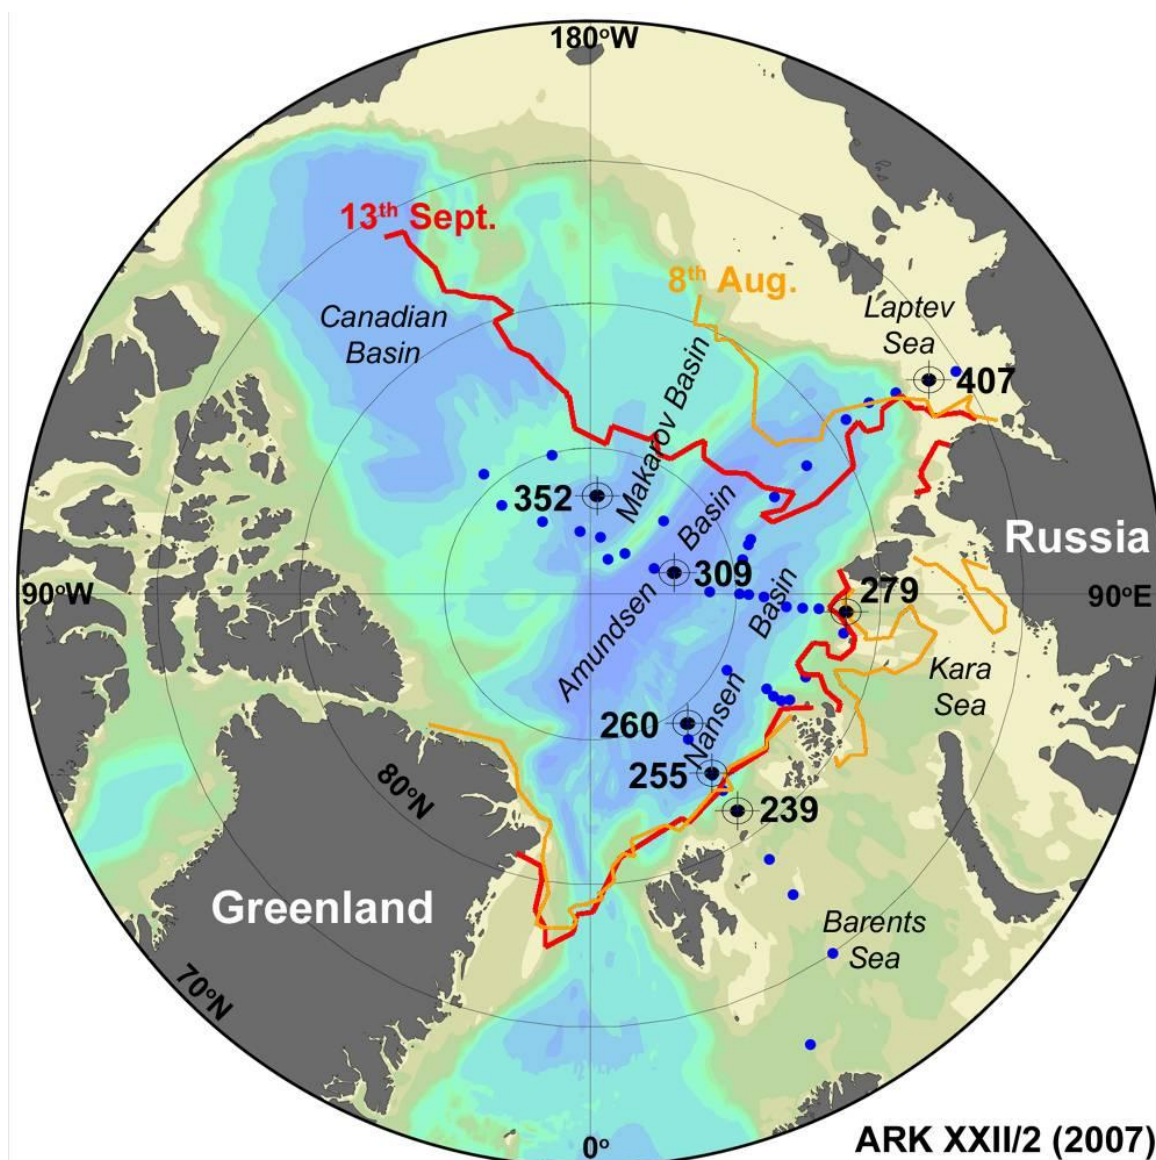 180°W
13th Sept.
8th Aug.
Laptev
Sea
Canadian
Basin
Makarov Basin
407
352
Basin
Russia
309
279
90°W
90°E
Amundsen
Basin
Kara
Sea
Nansen
260
255
239
80°N
Greenland
Barents
Sea
70°N
0°
ARK XXII/2 (2007)